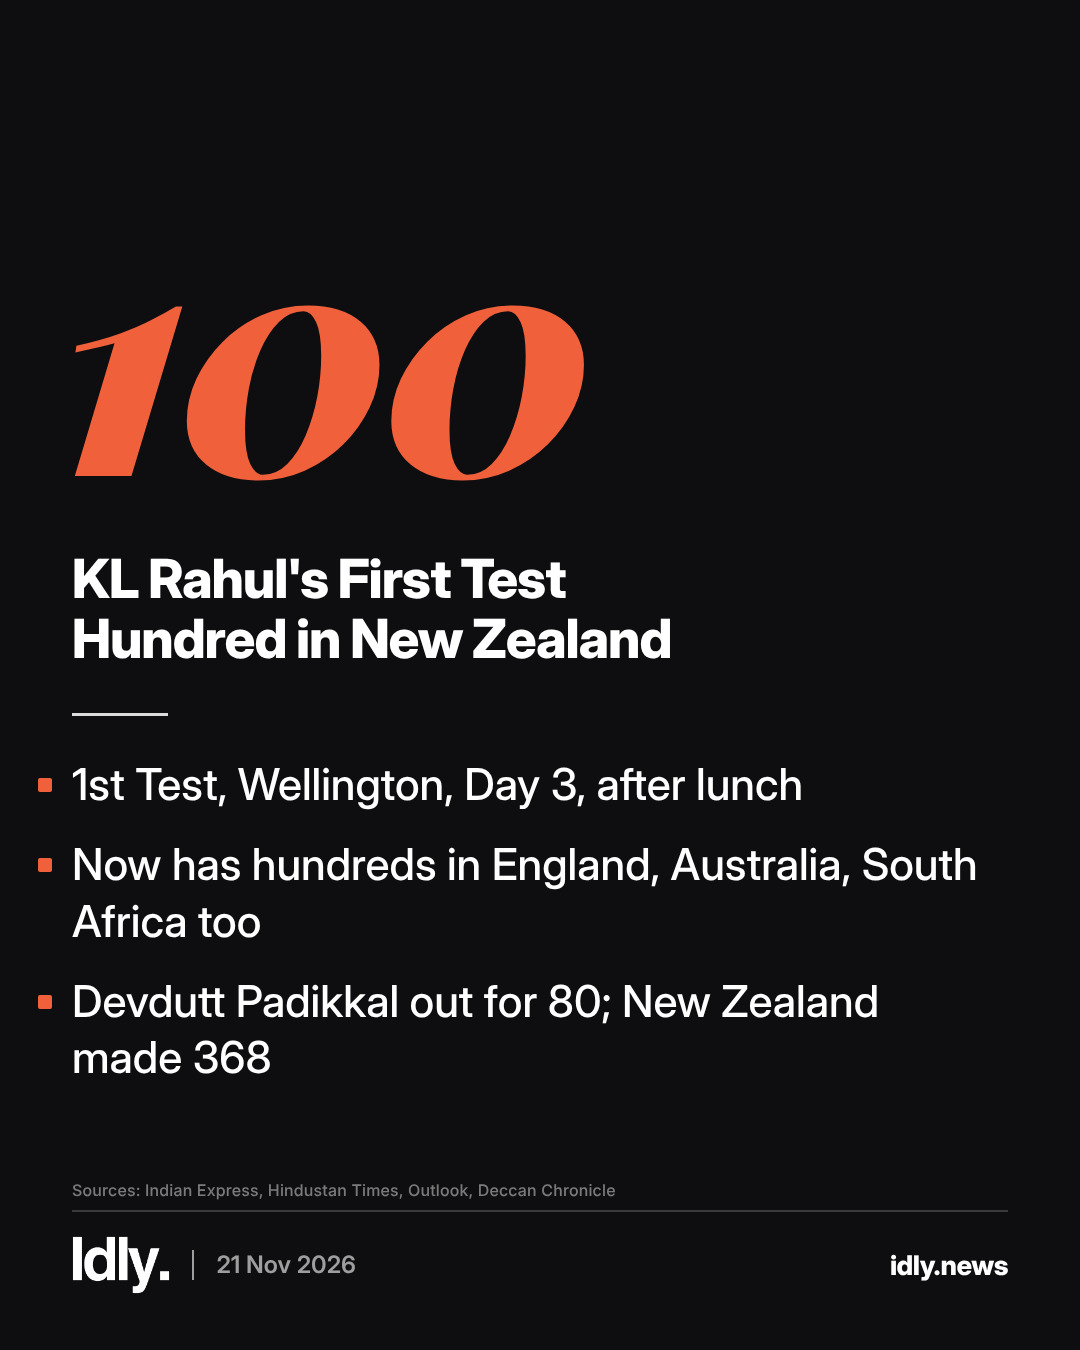 100
KL Rahul's First Test
Hundred in New Zealand
1st Test, Wellington, Day 3, after lunch
Now has hundreds in England, Australia, South
Africa too
Devdutt Padikkal out for 80; New Zealand
made 368
Sources: Indian Express, Hindustan Times, Outlook, Deccan Chronicle
Idly. | 21 Nov 2026
idly.news